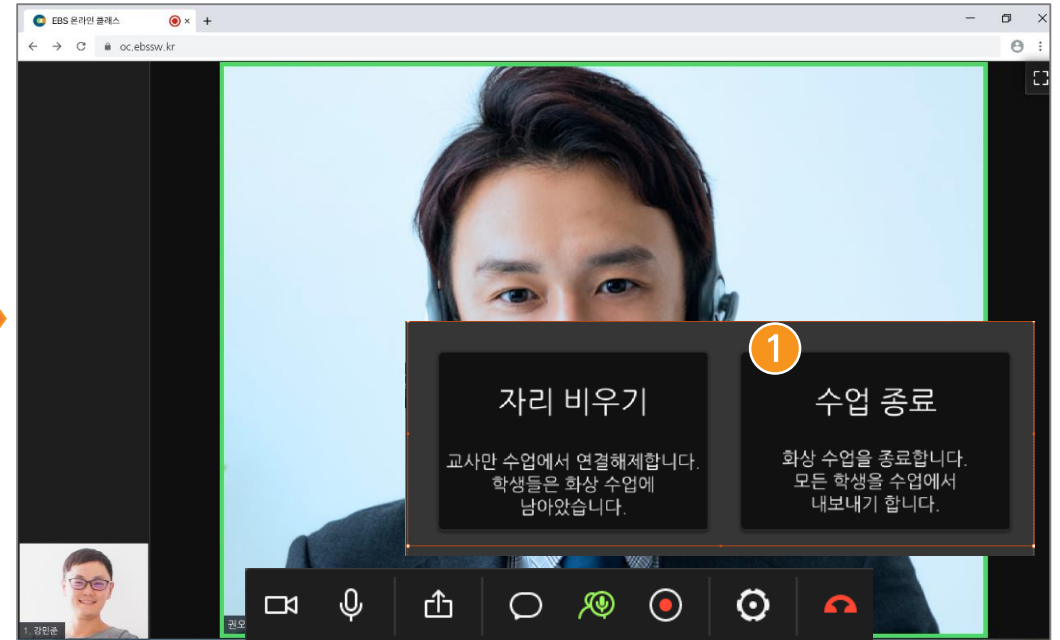 EBS 온라인 클래스
oc.ebssw.kr
1
자리 비우기
교사만 수업에서 연결해제합니다.
학생들은 화상 수업에
남아았습니다.
수업 종료
화상 수업을 종료합니다.
모든 학생을 수업에서
내보내기 합니다.
1. 강민준
권오